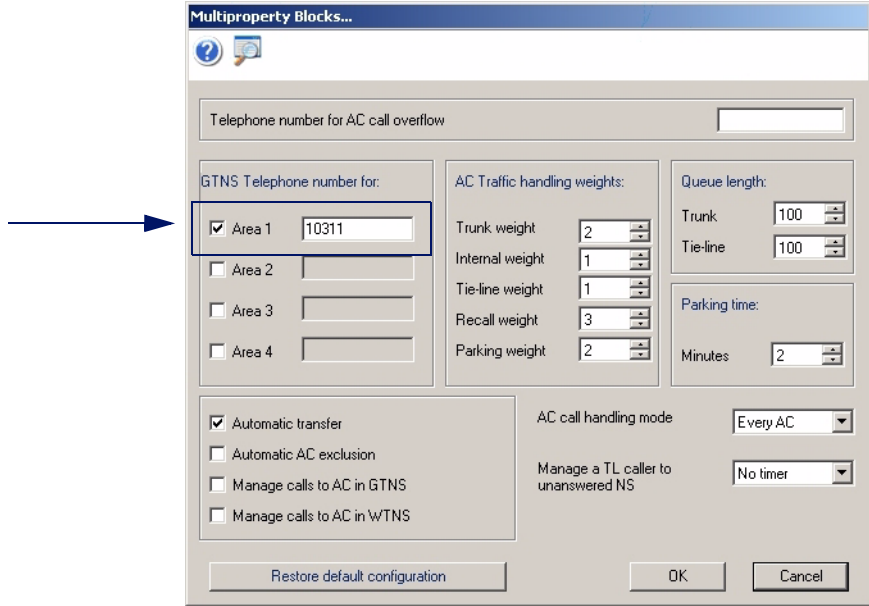 Multiproperty Blocks...
?
Telephone number for AC call overflow
GTNS Telephone number for:
Area 1 10311
Area 2
Area 3
Area 4
AC Traffic handling weights:
Trunk weight 2
Internal weight 1
Tie-line weight 1
Recall weight 3
Parking weight 2
Queue length:
Trunk 100
Tie-line 100
Parking time:
Minutes 2
Automatic transfer
Automatic AC exclusion
Manage calls to AC in GTNS
Manage calls to AC in WTNS
AC call handling mode Every AC
Manage a TL caller to
unanswered NS No timer
Restore default configuration
OK
Cancel